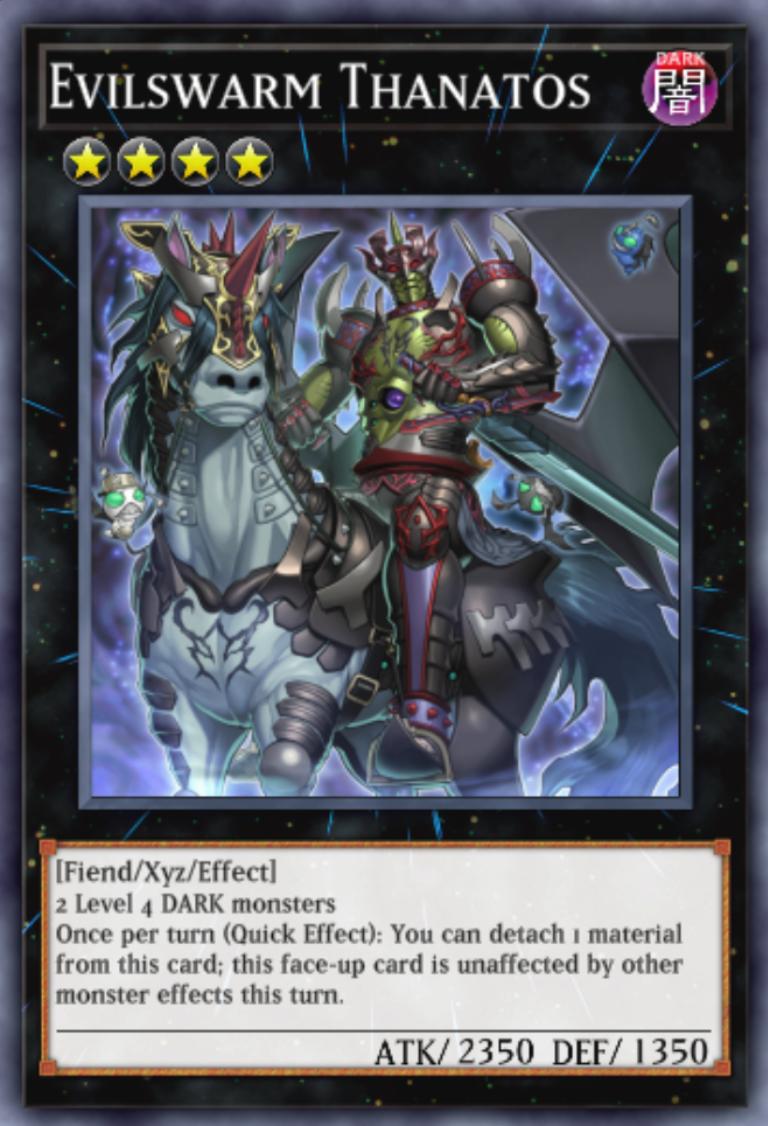 EVILSWARM THANATOS
DARK
闇
[Fiend/Xyz/Effect]
2 Level 4 DARK monsters
Once per turn (Quick Effect): You can detach 1 material
from this card; this face-up card is unaffected by other
monster effects this turn.
ATK/2350 DEF/1350